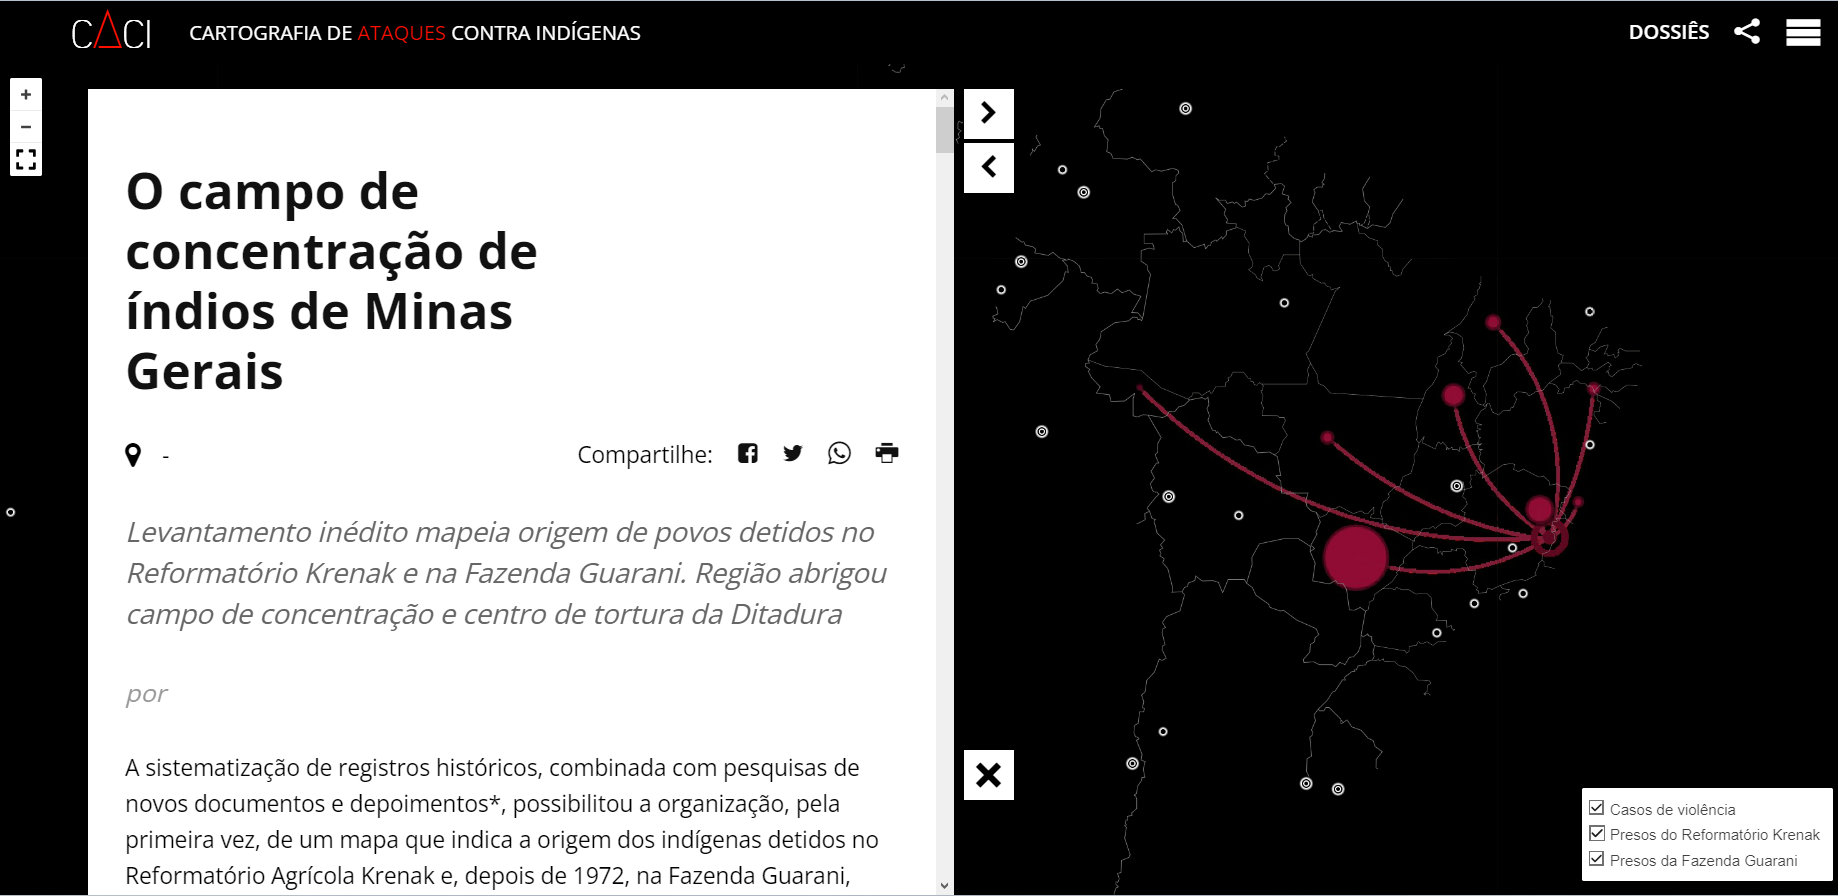 CACI CARTOGRAFIA DE ATAQUES CONTRA INDÍGENAS
DOSSIÊS
+
−
O campo de
concentração de
índios de Minas
Gerais
-
Compartilhe:
Levantamento inédito mapeia origem de povos detidos no
Reformatório Krenak e na Fazenda Guarani. Região abrigou
campo de concentração e centro de tortura da Ditadura
por
A sistematização de registros históricos, combinada com pesquisas de
novos documentos e depoimentos*, possibilitou a organização, pela
primeira vez, de um mapa que indica a origem dos indígenas detidos no
Reformatório Agrícola Krenak e, depois de 1972, na Fazenda Guarani,
Casos de violência
Presos do Reformatório Krenak
Presos da Fazenda Guarani